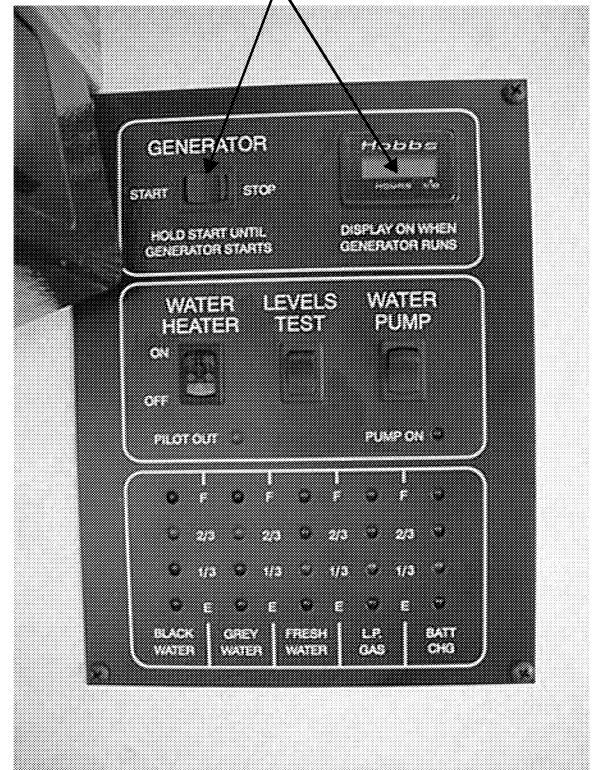 GENERATOR
Hobbs
HOURS 1/10
START STOP
HOLD START UNTIL
GENERATOR STARTS
DISPLAY ON WHEN
GENERATOR RUNS
WATER
HEATER
LEVELS
TEST
WATER
PUMP
ON
OFF
PILOT OUT
PUMP ON
F F F F
2/3 2/3 2/3 2/3
1/3 1/3 1/3 1/3
E E E E
BLACK
WATER
GREY
WATER
FRESH
WATER
L.P.
GAS
BATT
CHG